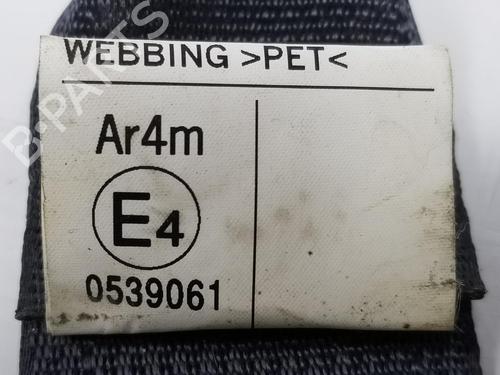 WEBBING >PET<
Ar4m
E4
0539061
B-PARTS